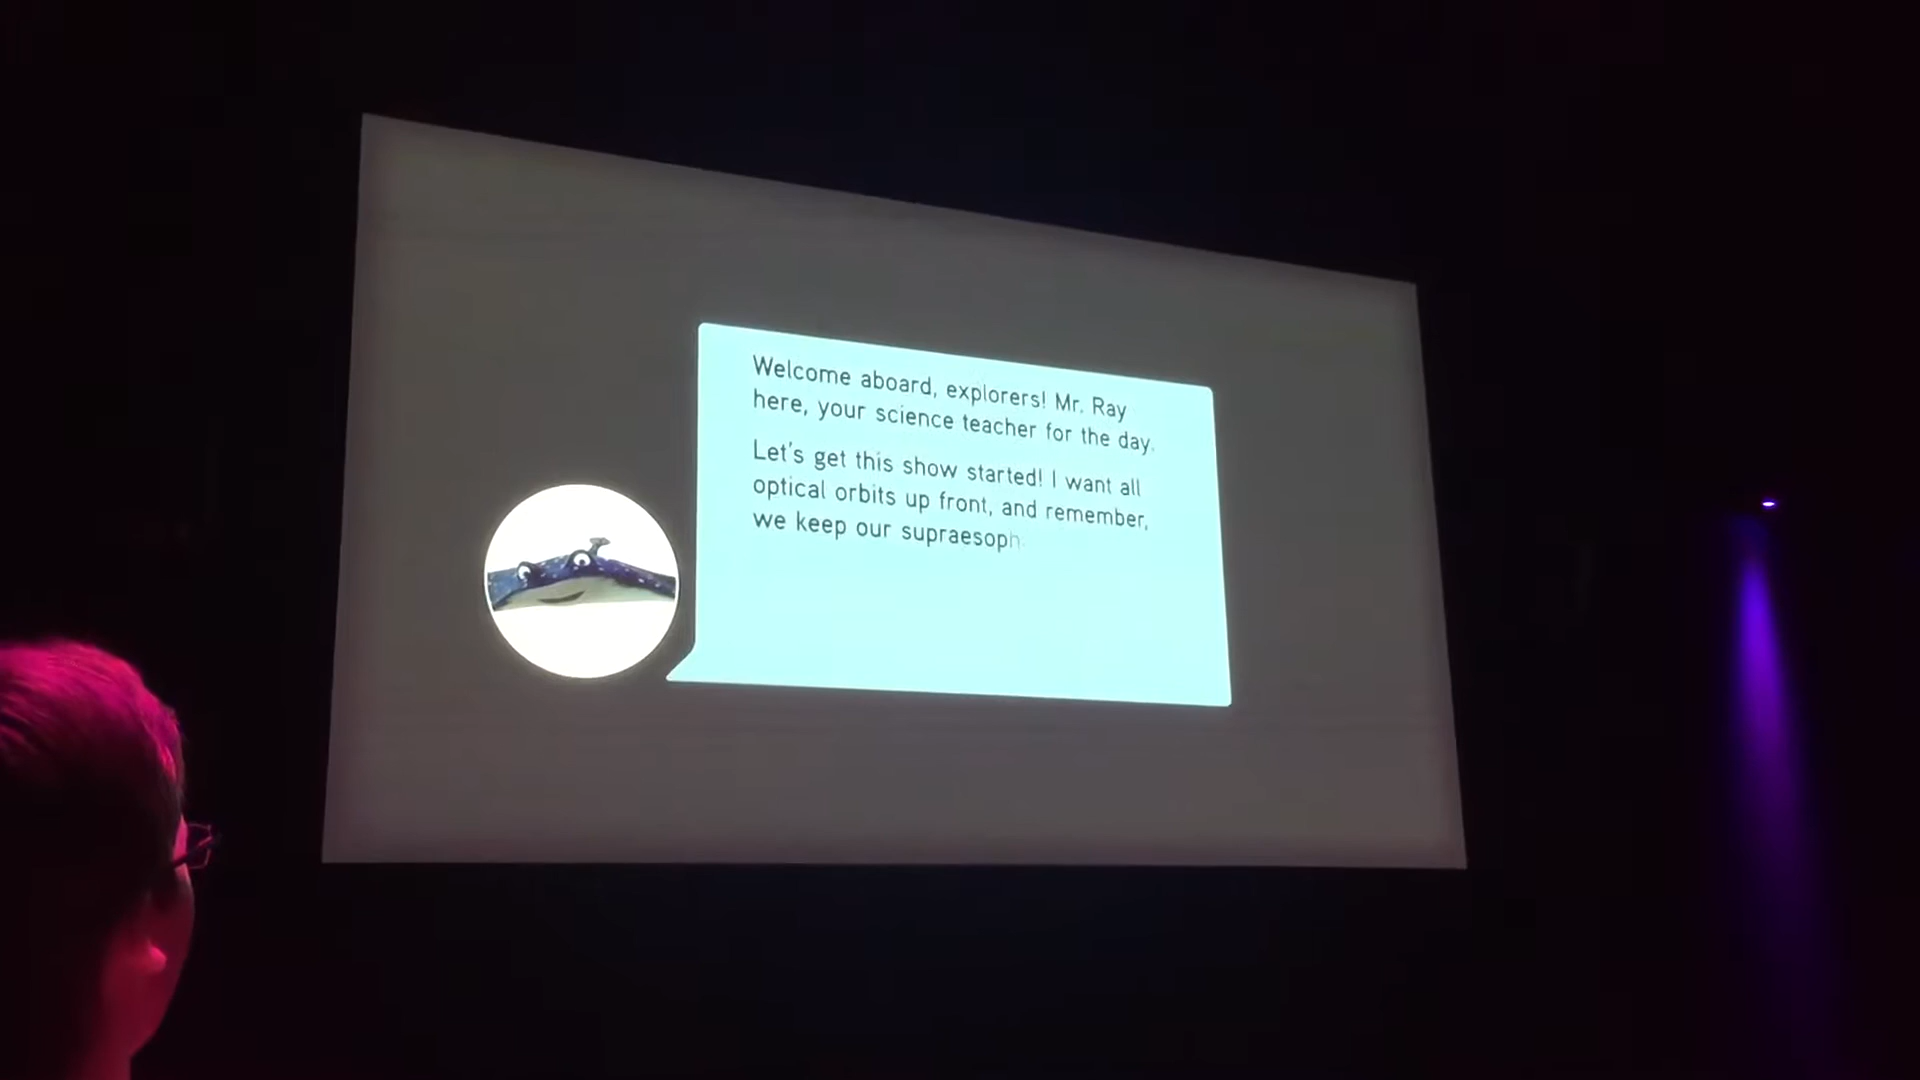 Welcome aboard, explorers! Mr. Ray
here, your science teacher for the day.
Let's get this show started! I want all
optical orbits up front, and remember,
we keep our supraesoph